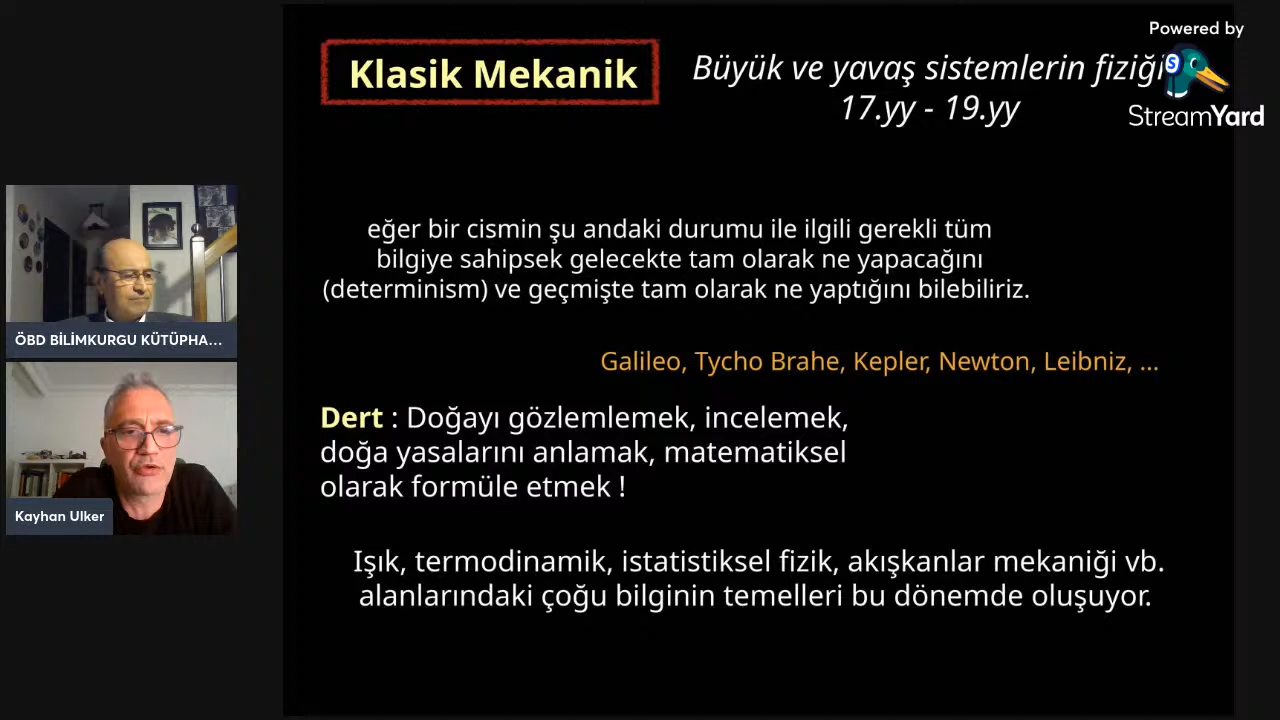 Powered by
StreamYard
Klasik Mekanik
Büyük ve yavaş sistemlerin fiziği
17.yy - 19.yy
eğer bir cismin şu andaki durumu ile ilgili gerekli tüm
bilgiye sahipsek gelecekte tam olarak ne yapacağını
(determinism) ve geçmişte tam olarak ne yaptığını bilebiliriz.
Galileo, Tycho Brahe, Kepler, Newton, Leibniz, ...
Dert : Doğayı gözlemlemek, incelemek,
doğa yasalarını anlamak, matematiksel
olarak formüle etmek !
Işık, termodinamik, istatistiksel fizik, akışkanlar mekaniği vb.
alanlarındaki çoğu bilginin temelleri bu dönemde oluşuyor.
ÖBD BİLİMKURGU KÜTÜPHA...
Kayhan Ulker